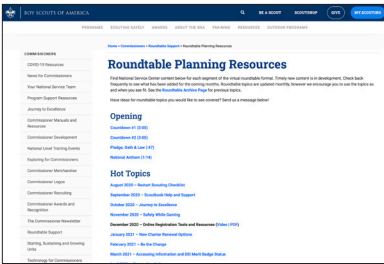 BOY SCOUTS OF AMERICA
BE A SCOUT
SCOUTSHOP
GIVE
MY.SCOUTING
PANDEMIC SCOUTING SAFELY AWARDS ABOUT THE BSA TRAINING RESOURCES OUTDOOR PROGRAMS
COMMISSIONERS
COVID-19 Resources
News for Commissioners
Your National Service Team
Program Support Resources
Journey to Excellence
Commissioner Manuals and
Resources
Commissioner Development
National Level Training Events
Exploring for Commissioners
Commissioner Merchandise
Commissioner Logos
Commissioner Recruiting
Commissioner Awards and
Recognition
The Commissioner Newsletter
Roundtable Support
Starting, Sustaining and Growing
Units
Technology for Commissioners
Home › Commissioners › Roundtable Support › Roundtable Planning Resources
Roundtable Planning Resources
Find National Service Center content below for each segment of the virtual roundtable format. Timely new content is in development. Check back
frequently to see what has been added for the coming months. Roundtable topics are updated monthly, however we encourage you to use the topics as
and when you see fit. See the Roundtable Archive Page for previous topics.
Have ideas for roundtable topics you would like to see covered? Send us a message below!
Opening
Countdown #1 (3:00)
Countdown #2 (3:00)
Pledge, Oath & Law (:47)
National Anthem (1:14)
Hot Topics
August 2020 – Restart Scouting Checklist
September 2020 – Scoutbook Help and Support
October 2020 – Journey to Excellence
November 2020 – Safety While Gaming
December 2020 – Online Registration Tools and Resources (Video | PDF)
January 2021 – New Charter Renewal Options
February 2021 – Be the Change
March 2021 – Accessing Information and DEI Merit Badge Status